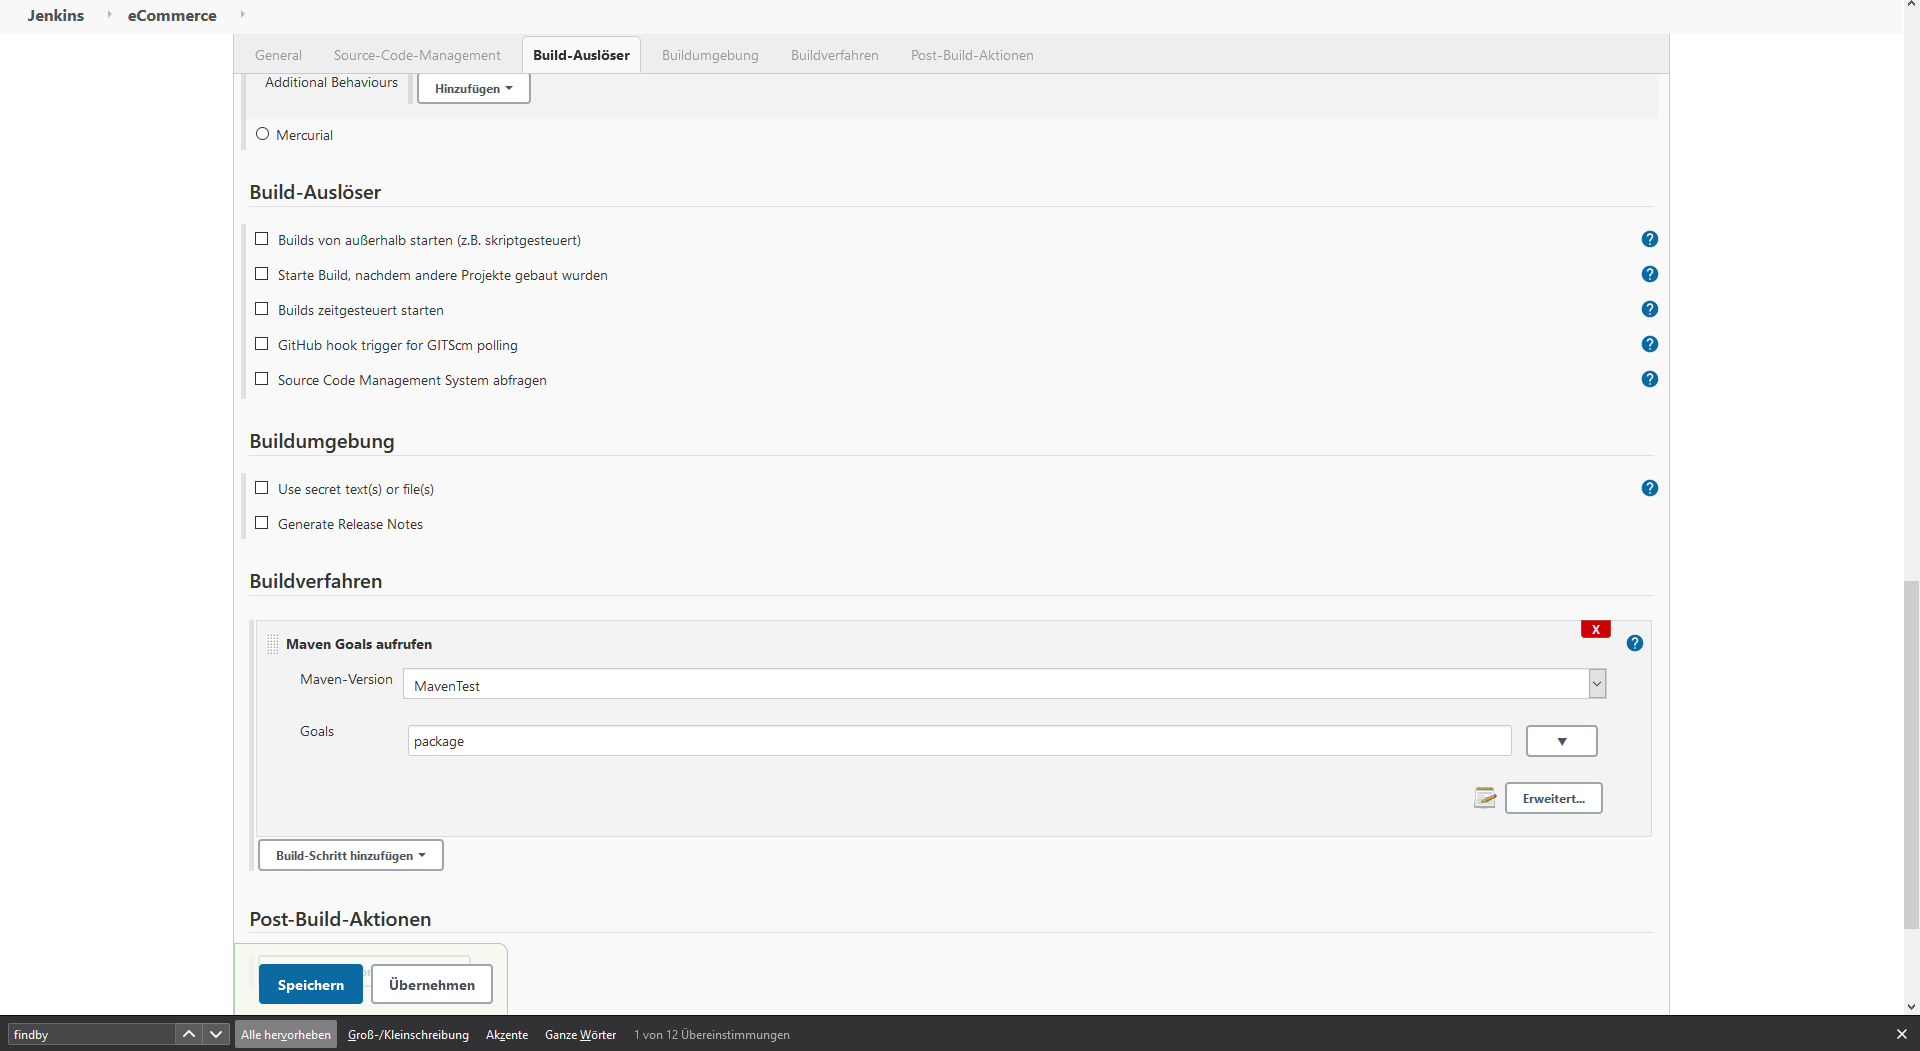 Jenkins eCommerce
General Source-Code-Management Build-Auslöser Buildumgebung Buildverfahren Post-Build-Aktionen
Additional Behaviours Hinzufügen
Mercurial
Build-Auslöser
Builds von außerhalb starten (z.B. skriptgesteuert)
Starte Build, nachdem andere Projekte gebaut wurden
Builds zeitgesteuert starten
GitHub hook trigger for GITScm polling
Source Code Management System abfragen
Buildumgebung
Use secret text(s) or file(s)
Generate Release Notes
Buildverfahren
X
Maven Goals aufrufen
Maven-Version MavenTest
Goals package
Erweitert...
Build-Schritt hinzufügen
Post-Build-Aktionen
Speichern Übernehmen
findby Alle hervorheben Groß-/Kleinschreibung Akzente Ganze Wörter 1 von 12 Übereinstimmungen